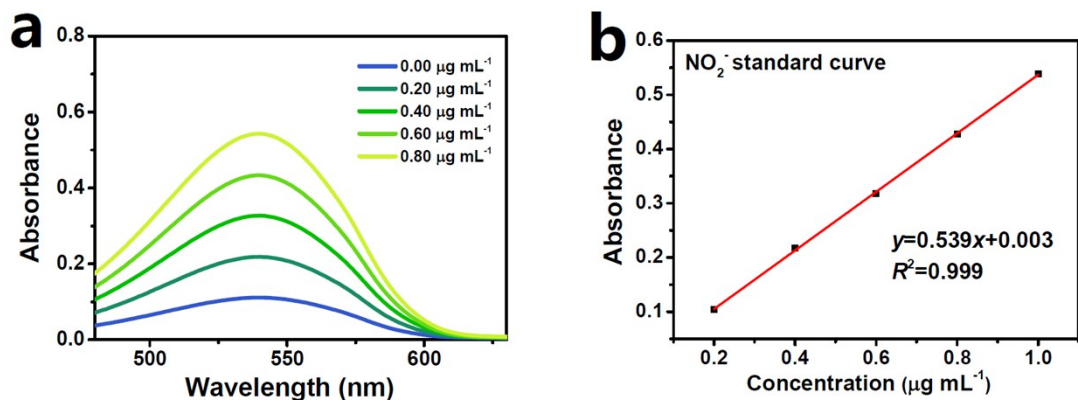 a
0.8
0.6
0.4
0.2
0.0
Absorbance
500
550
600
Wavelength (nm)
0.00 μg mL⁻¹
0.20 μg mL⁻¹
0.40 μg mL⁻¹
0.60 μg mL⁻¹
0.80 μg mL⁻¹
b
0.6
0.5
0.4
0.3
0.2
0.1
Absorbance
NO₂⁻ standard curve
y=0.539x+0.003
R²=0.999
0.2
0.4
0.6
0.8
1.0
Concentration (μg mL⁻¹)